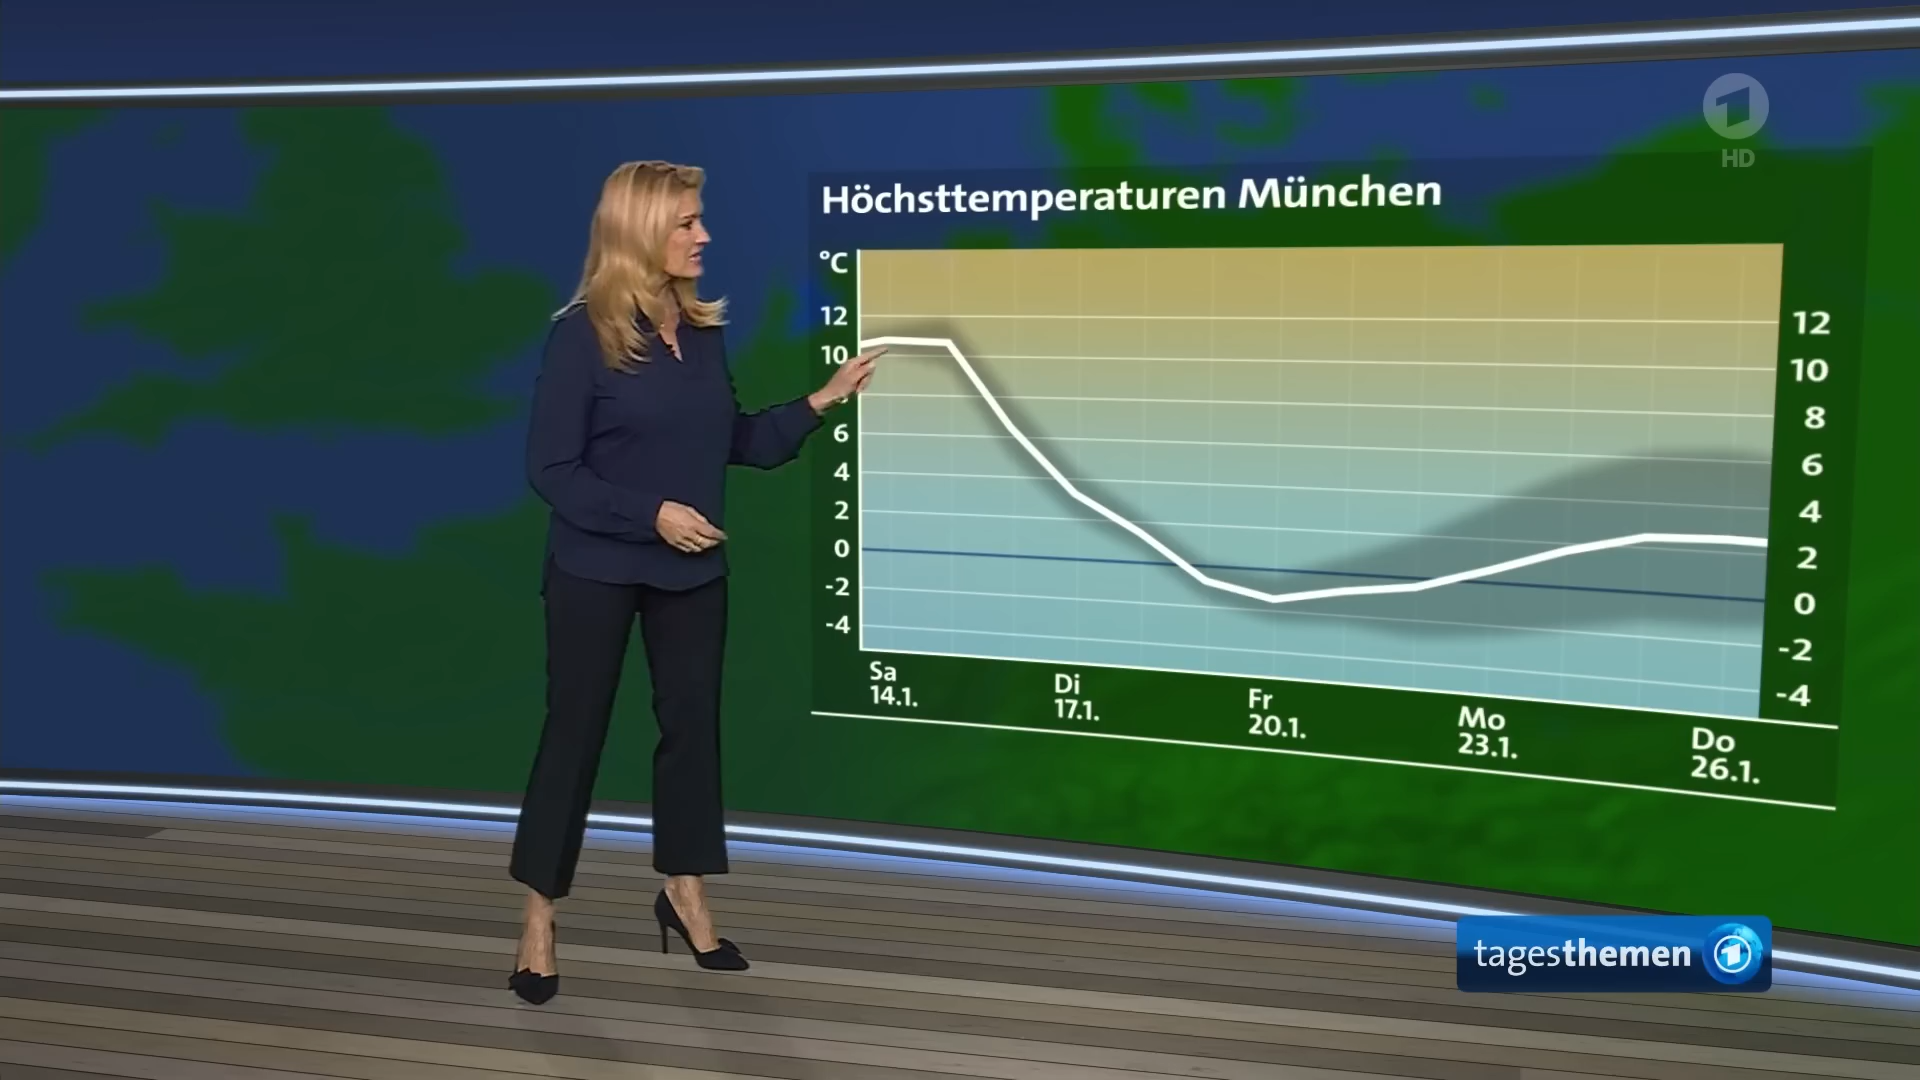 HD
Höchsttemperaturen München
°C
12
10
6
4
2
0
-2
-4
12
10
8
6
4
2
0
-2
-4
Sa
14.1.
Di
17.1.
Fr
20.1.
Mo
23.1.
Do
26.1.
tagesthemen